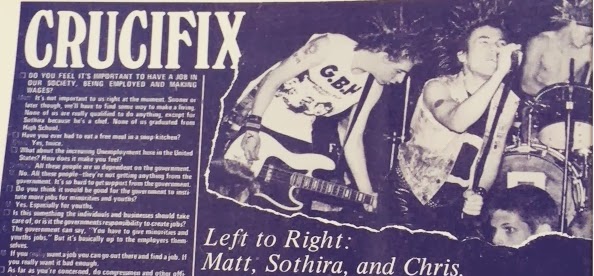 CRUCIFIX
DO YOU FEEL IT'S IMPORTANT TO HAVE A JOB IN
OUR SOCIETY, BEING EMPLOYED AND MAKING
WAGES?
It's not important to us right at the moment. Sooner or
later though, we'll have to find some way to make a living.
None of us are really qualified to do anything, except for
Sothira because he's a chef. None of us graduated from
High School.
Have you ever had to eat a free meal in a soup kitchen?
Yes, twice.
What about the increasing Unemployment here in the United
States? How does it make you feel?
All these people are so dependent on the government.
No. All these people—they're not getting anything from the
government. It's so hard to get support from the government.
Do you think it would be good for the government to insti-
tute more jobs for minorities and youths?
Yes. Especially for youths.
Is this something the individuals and businesses should take
care of, or is it the governments responsibility to create jobs?
The government can say, "You have to give minorities and
youths jobs." But it's basically up to the employers them-
selves.
If you want a job you can go out there and find a job. If
you really want it bad enough.
As far as you're concerned, do congressmen and other off-
G.B.H
Left to Right:
Matt, Sothira, and Chris.